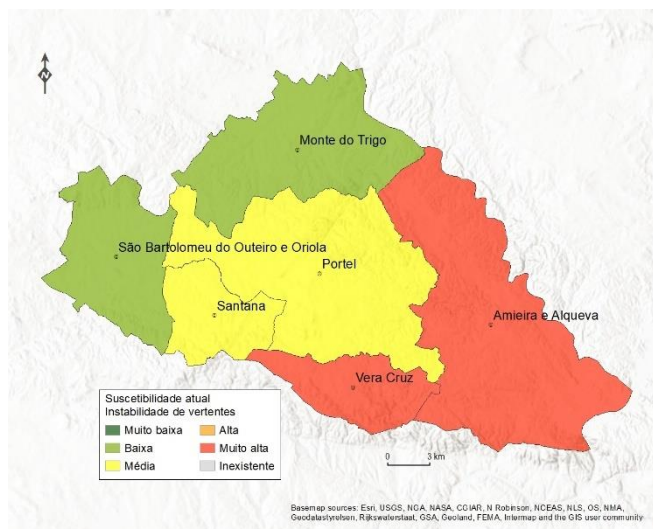 N
Monte do Trigo
São Bartolomeu do Outeiro e Oriola
Portel
Santana
Amieira e Alqueva
Vera Cruz
Suscetibilidade atual
Instabilidade de vertentes
Muito baixa
Alta
Baixa
Muito alta
Média
Inexistente
0 3 km
Basemap sources: Esri, USGS, NGA, NASA, CGIAR, N Robinson, NCEAS, NLS, OS, NMA,
Geodatastyrelsen, Rijkswaterstaat, GSA, Geoland, FEMA, Intermap and the GIS user community